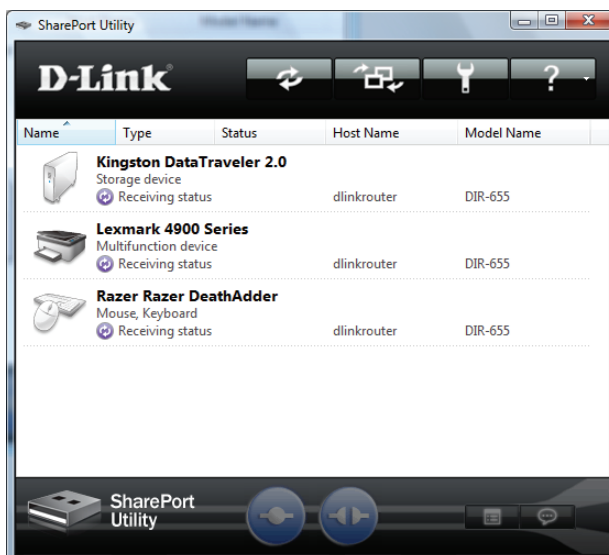 SharePort Utility
D-Link®
?
Name Type Status Host Name Model Name
Kingston DataTraveler 2.0
Storage device
Receiving status dlinkrouter DIR-655
Lexmark 4900 Series
Multifunction device
Receiving status dlinkrouter DIR-655
Razer Razer DeathAdder
Mouse, Keyboard
Receiving status dlinkrouter DIR-655
SharePort
Utility